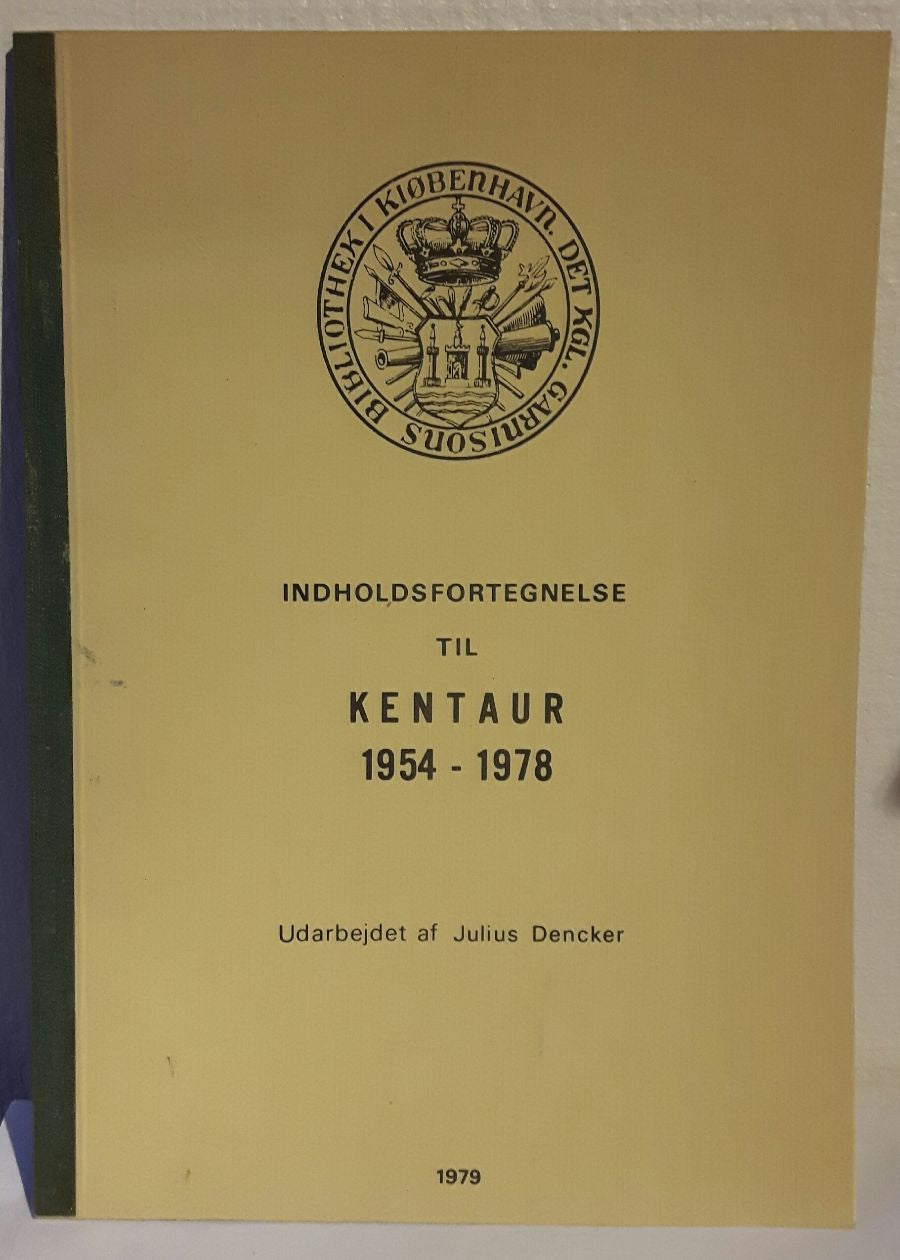 DET KGL. GARNISONS BIBLIOTHEK I KIØBENHAVN.
INDHOLDSFORTEGNELSE
TIL
KENTAUR
1954 - 1978
Udarbejdet af Julius Dencker
1979